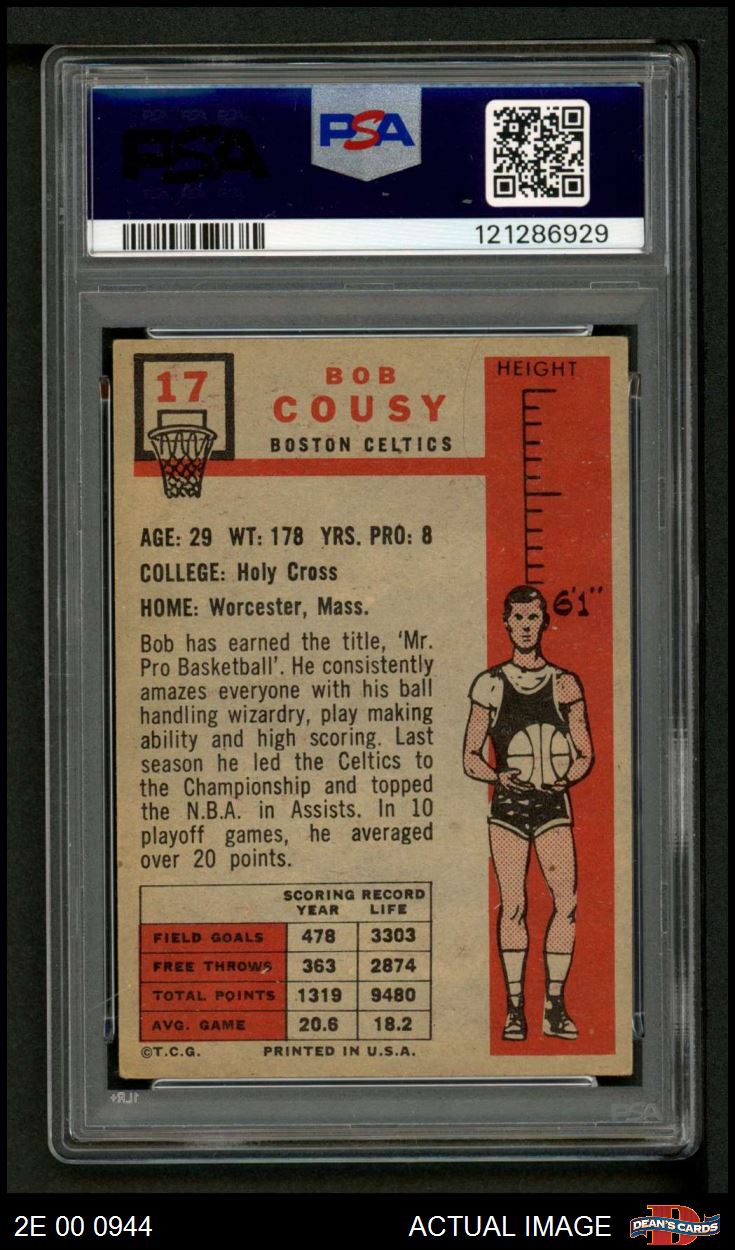 PSA PSA PSA
PSA
PSA
121286929
17
BOB
COUSY
BOSTON CELTICS
HEIGHT
6'1"
AGE: 29 WT: 178 YRS. PRO: 8
COLLEGE: Holy Cross
HOME: Worcester, Mass.
Bob has earned the title, 'Mr.
Pro Basketball'. He consistently
amazes everyone with his ball
handling wizardry, play making
ability and high scoring. Last
season he led the Celtics to
the Championship and topped
the N.B.A. in Assists. In 10
playoff games, he averaged
over 20 points.
SCORING RECORD
YEAR LIFE
FIELD GOALS 478 3303
FREE THROWS 363 2874
TOTAL POINTS 1319 9480
AVG. GAME 20.6 18.2
©T.C.G. PRINTED IN U.S.A.
PSA
2E 00 0944 ACTUAL IMAGE DEAN'S CARDS